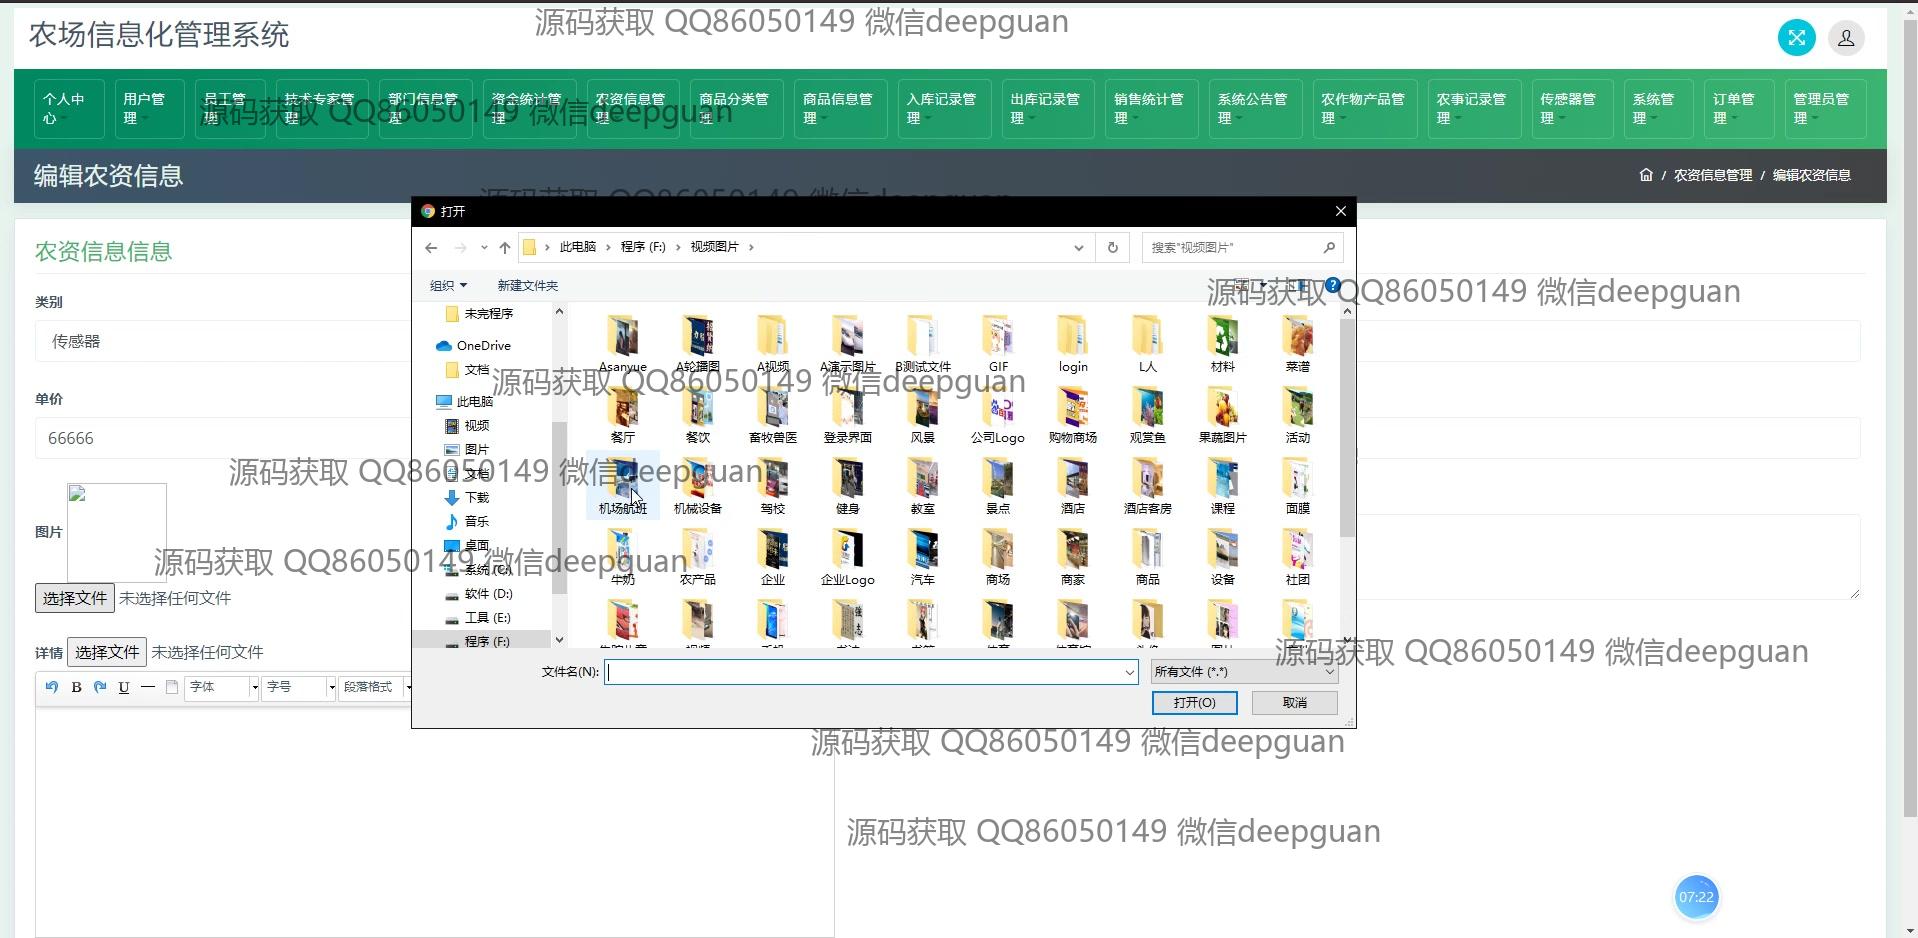 农场信息化管理系统
源码获取 QQ86050149 微信deepguan
个人中心
用户管理
员工管理
技术专家管理
部门信息管理
资金统计管理
农资信息管理
商品分类管理
商品信息管理
入库记录管理
出库记录管理
销售统计管理
系统公告管理
农作物产品管理
农事记录管理
传感器管理
系统管理
订单管理
管理员管理
源码获取 QQ86050149 微信deepguan
编辑农资信息
/ 农资信息管理 / 编辑农资信息
源码获取 QQ86050149 微信deepguan
打开
此电脑 › 程序 (F:) › 视频图片 ›
搜索"视频图片"
组织
新建文件夹
源码获取 QQ86050149 微信deepguan
农资信息信息
类别
传感器
单价
66666
图片
选择文件 未选择任何文件
详情 选择文件 未选择任何文件
B U 字体 字号 段落格式
未完程序
OneDrive
文档
此电脑
视频
图片
文档
下载
音乐
桌面
系统 (C:)
软件 (D:)
工具 (E:)
程序 (F:)
Asanyue A轮播图 A视频 A演示图片 B测试文件 GIF login L人 材料 菜谱
源码获取 QQ86050149 微信deepguan
餐厅 餐饮 畜牧兽医 登录界面 风景 公司Logo 购物商场 观赏鱼 果蔬图片 活动
源码获取 QQ86050149 微信deepguan
机场航班 机械设备 驾校 健身 教室 景点 酒店 酒店客房 课程 面膜
源码获取 QQ86050149 微信deepguan
牛奶 农产品 企业 企业Logo 汽车 商场 商家 商品 设备 社团
源码获取 QQ86050149 微信deepguan
文件名(N):
所有文件 (*.*)
打开(O)
取消
源码获取 QQ86050149 微信deepguan
源码获取 QQ86050149 微信deepguan
07:22